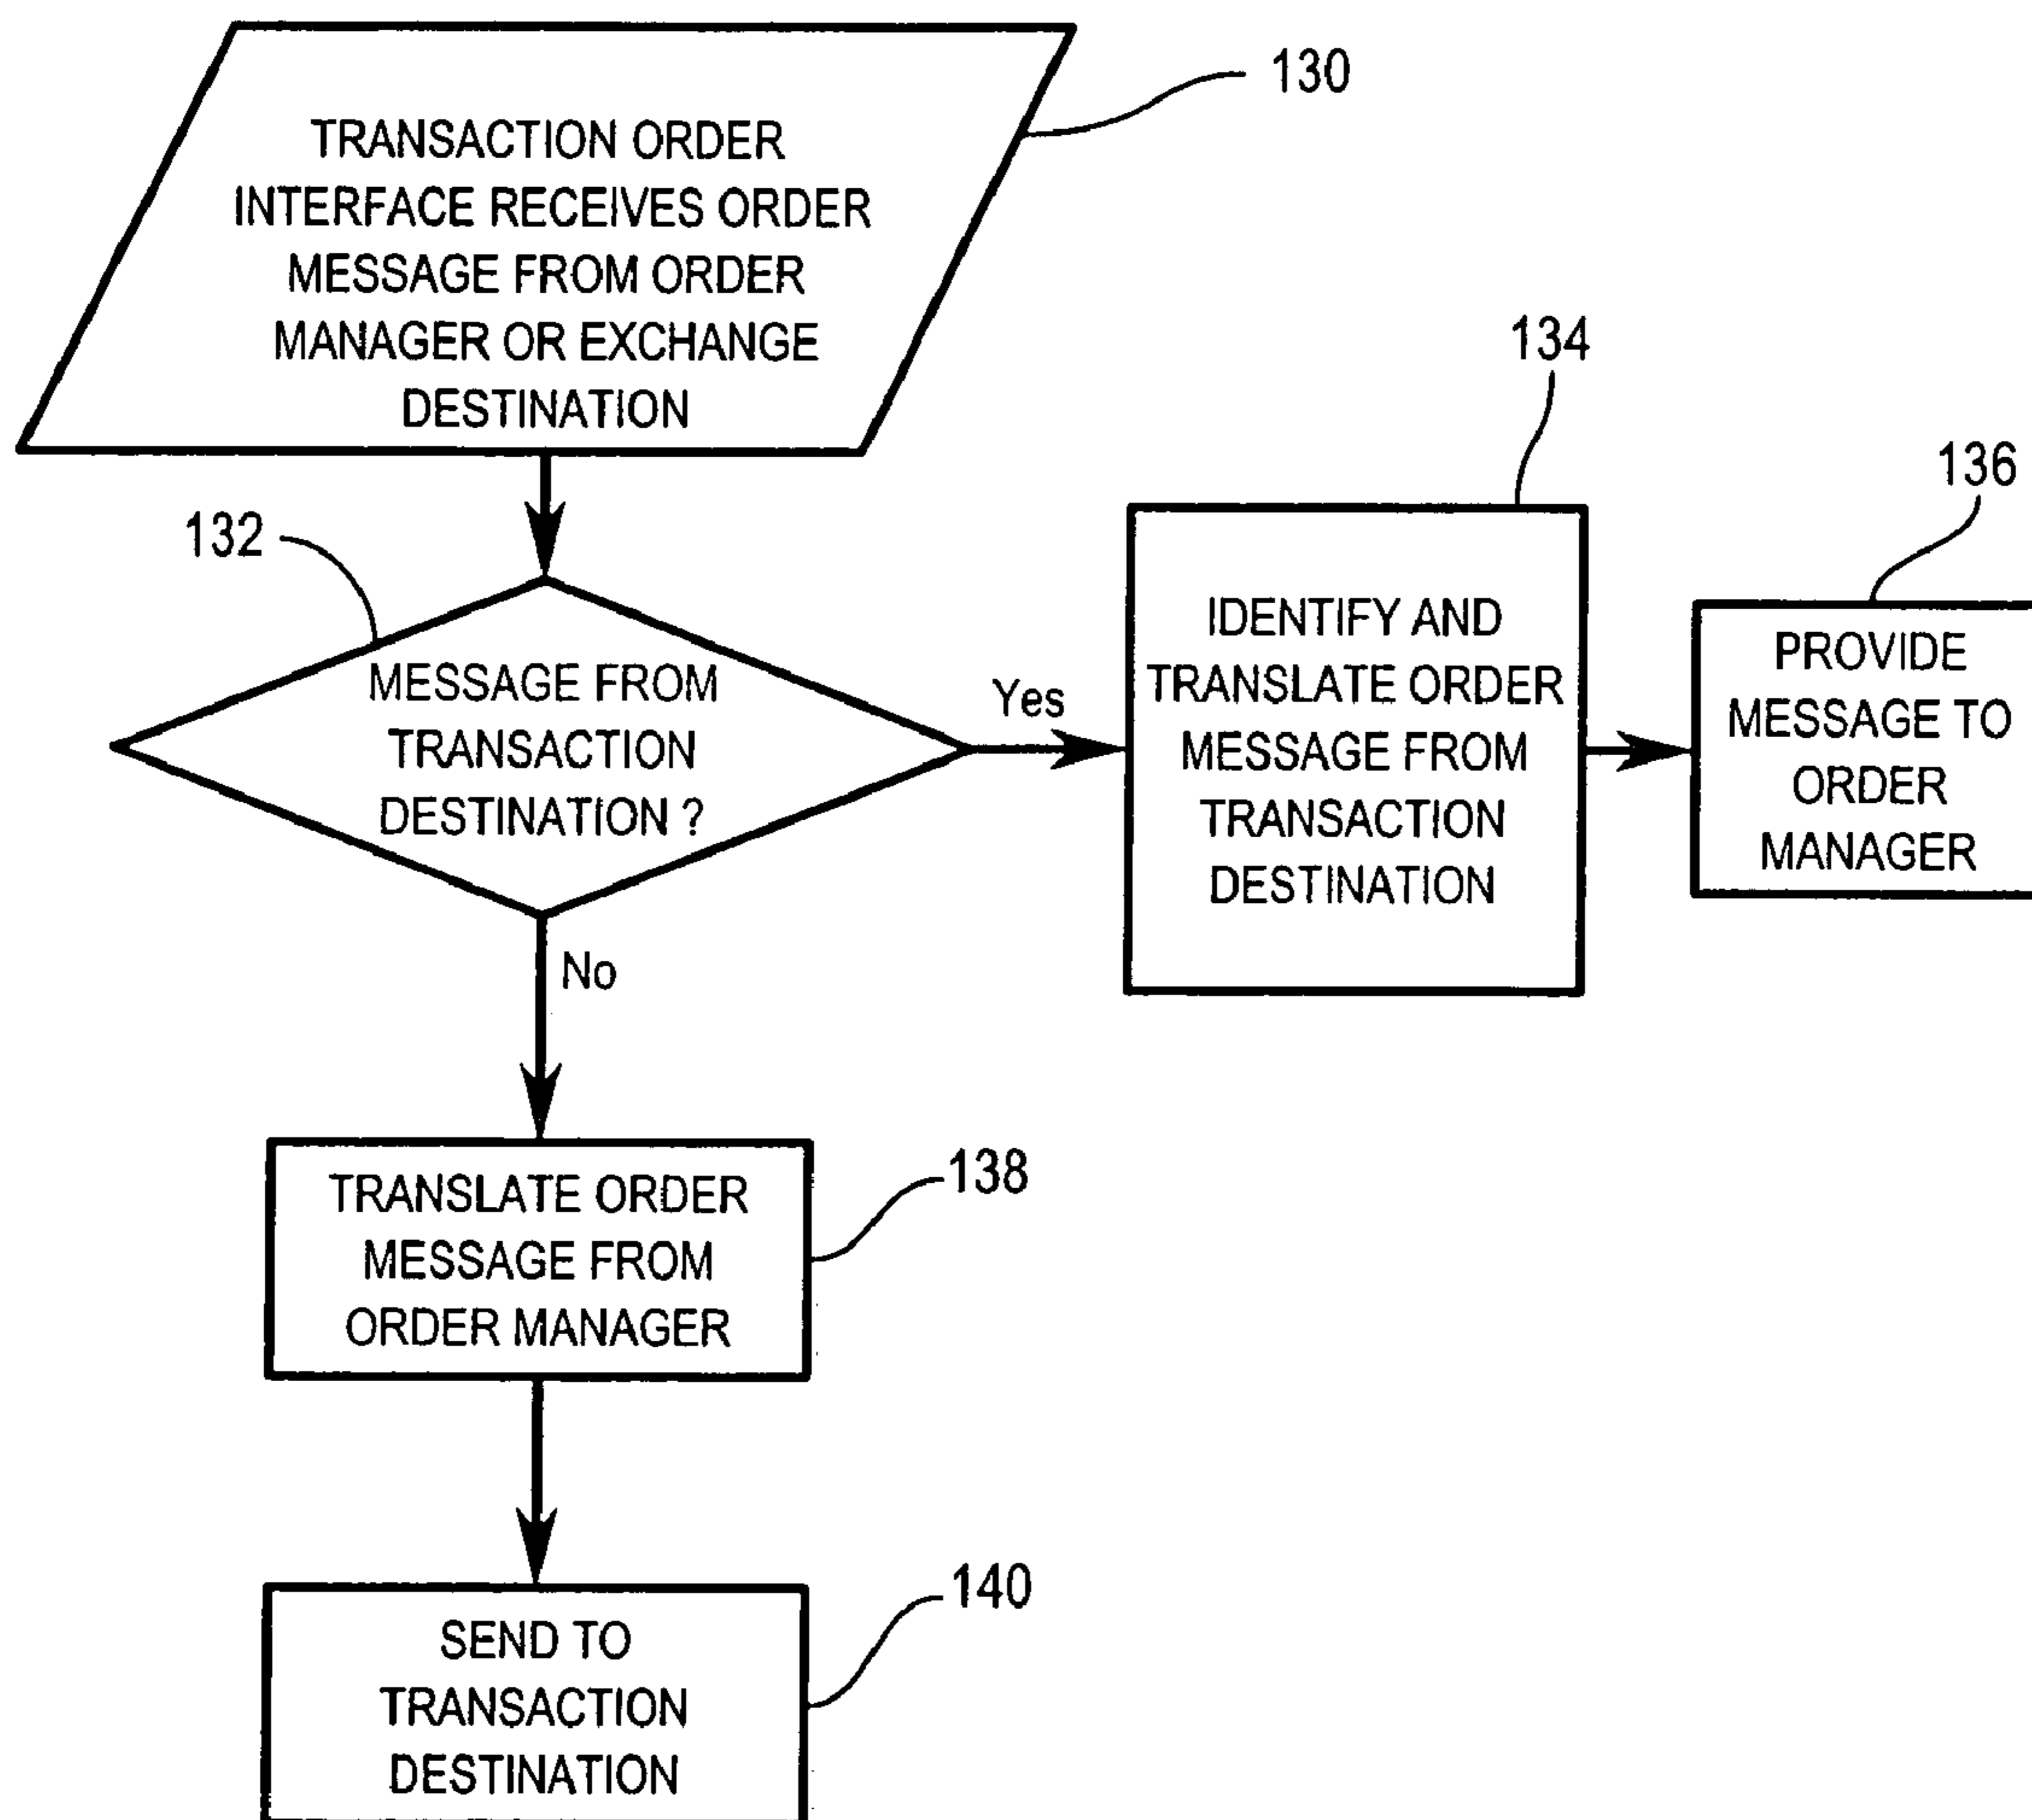 130
TRANSACTION ORDER
INTERFACE RECEIVES ORDER
MESSAGE FROM ORDER
MANAGER OR EXCHANGE
DESTINATION
132
MESSAGE FROM
TRANSACTION
DESTINATION ?
Yes
No
134
IDENTIFY AND
TRANSLATE ORDER
MESSAGE FROM
TRANSACTION
DESTINATION
136
PROVIDE
MESSAGE TO
ORDER
MANAGER
138
TRANSLATE ORDER
MESSAGE FROM
ORDER MANAGER
140
SEND TO
TRANSACTION
DESTINATION